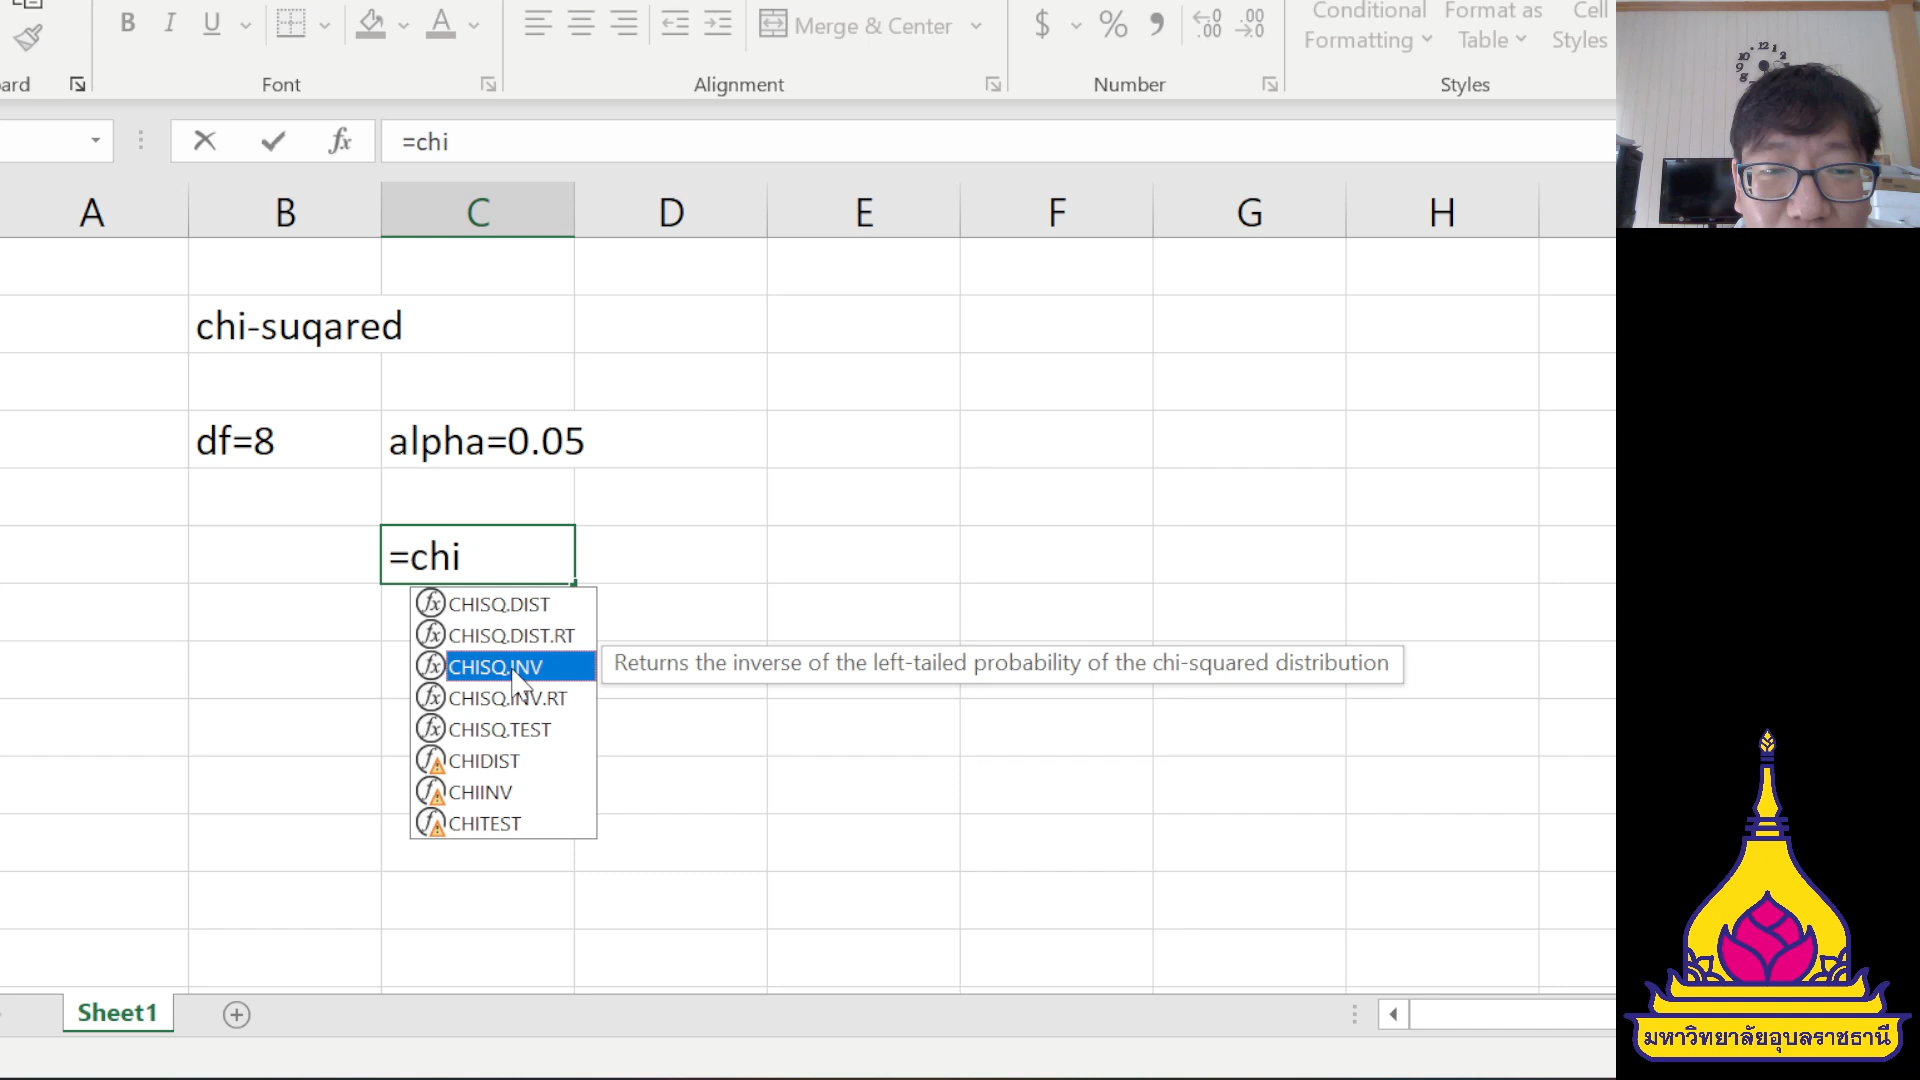 Conditional Format as Cell
Merge & Center $ % 9 Formatting Table Styles
B I U A
ard Font Alignment Number Styles
fx =chi
A B C D E F G H
chi-suqared
df=8 alpha=0.05
=chi
CHISQ.DIST
CHISQ.DIST.RT
CHISQ.INV Returns the inverse of the left-tailed probability of the chi-squared distribution
CHISQ.INV.RT
CHISQ.TEST
CHIDIST
CHIINV
CHITEST
Sheet1
มหาวิทยาลัยอุบลราชธานี